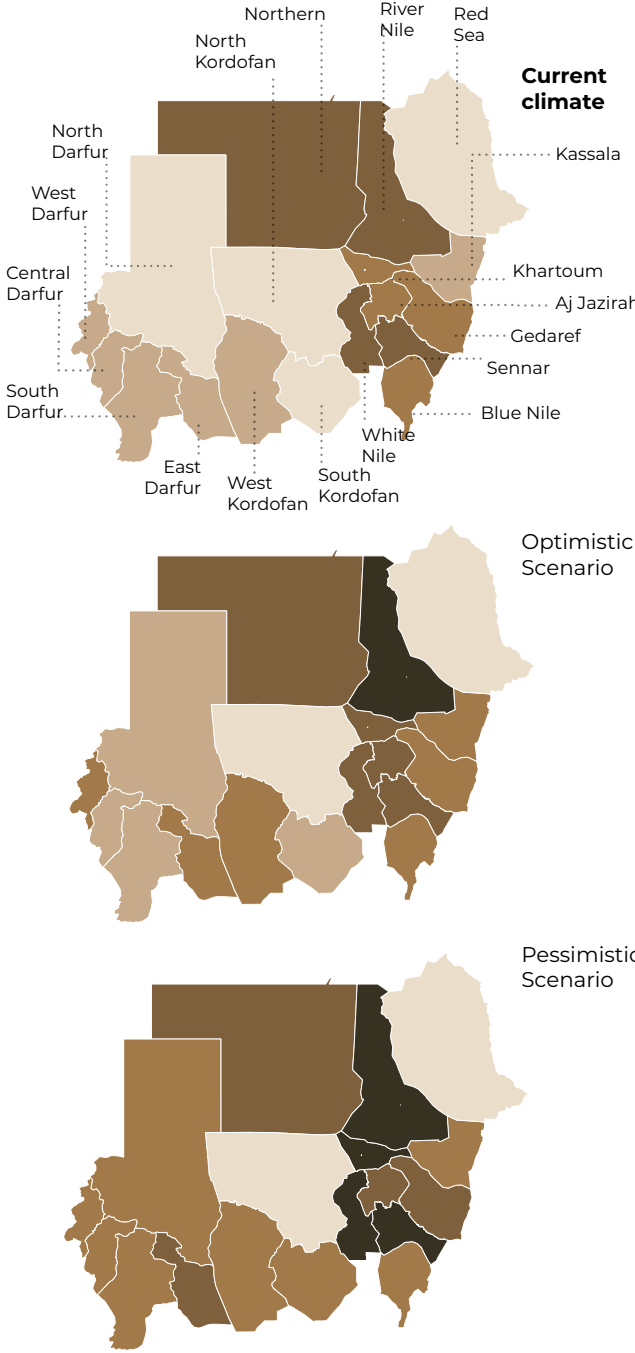 Northern
River
Nile
Red
Sea
North
Kordofan
Current
climate
North
Darfur
Kassala
West
Darfur
Central
Darfur
Khartoum
Aj Jazirah
Gedaref
Sennar
South
Darfur
Blue Nile
White
Nile
East
Darfur
West
Kordofan
South
Kordofan
Optimistic
Scenario
Pessimistic
Scenario